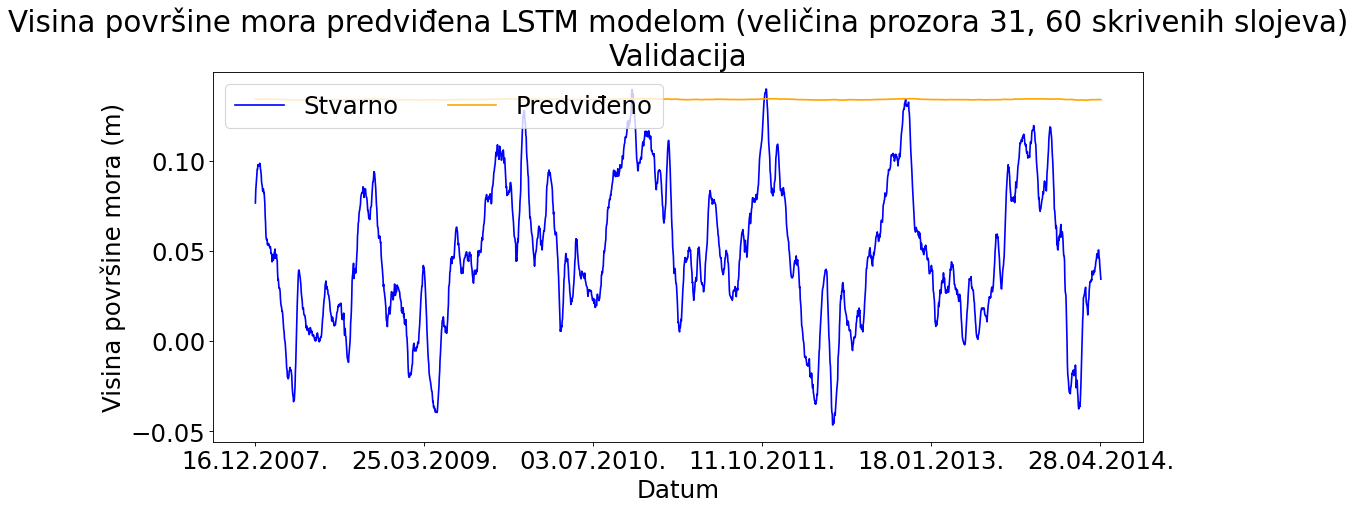 Visina površine mora predviđena LSTM modelom (veličina prozora 31, 60 skrivenih slojeva)
Validacija
Stvarno Predviđeno
Visina površine mora (m)
0.10
0.05
0.00
−0.05
16.12.2007. 25.03.2009. 03.07.2010. 11.10.2011. 18.01.2013. 28.04.2014.
Datum